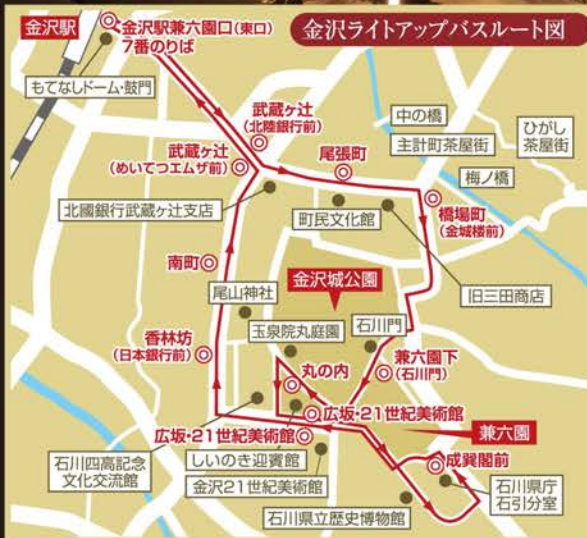 金沢ライトアップバスルート図
金沢駅
金沢駅兼六園口(東口)
7番のりば
もてなしドーム・鼓門
武蔵ヶ辻
(北陸銀行前)
中の橋
ひがし
茶屋街
主計町茶屋街
尾張町
武蔵ヶ辻
(めいてつエムザ前)
梅ノ橋
橋場町
(金城楼前)
北國銀行武蔵ヶ辻支店
町民文化館
南町
金沢城公園
旧三田商店
尾山神社
玉泉院丸庭園
石川門
香林坊
(日本銀行前)
丸の内
兼六園下
(石川門)
広坂・21世紀美術館
広坂・21世紀美術館
兼六園
石川四高記念
文化交流館
しいのき迎賓館
成巽閣前
金沢21世紀美術館
石川県庁
石引分室
石川県立歴史博物館